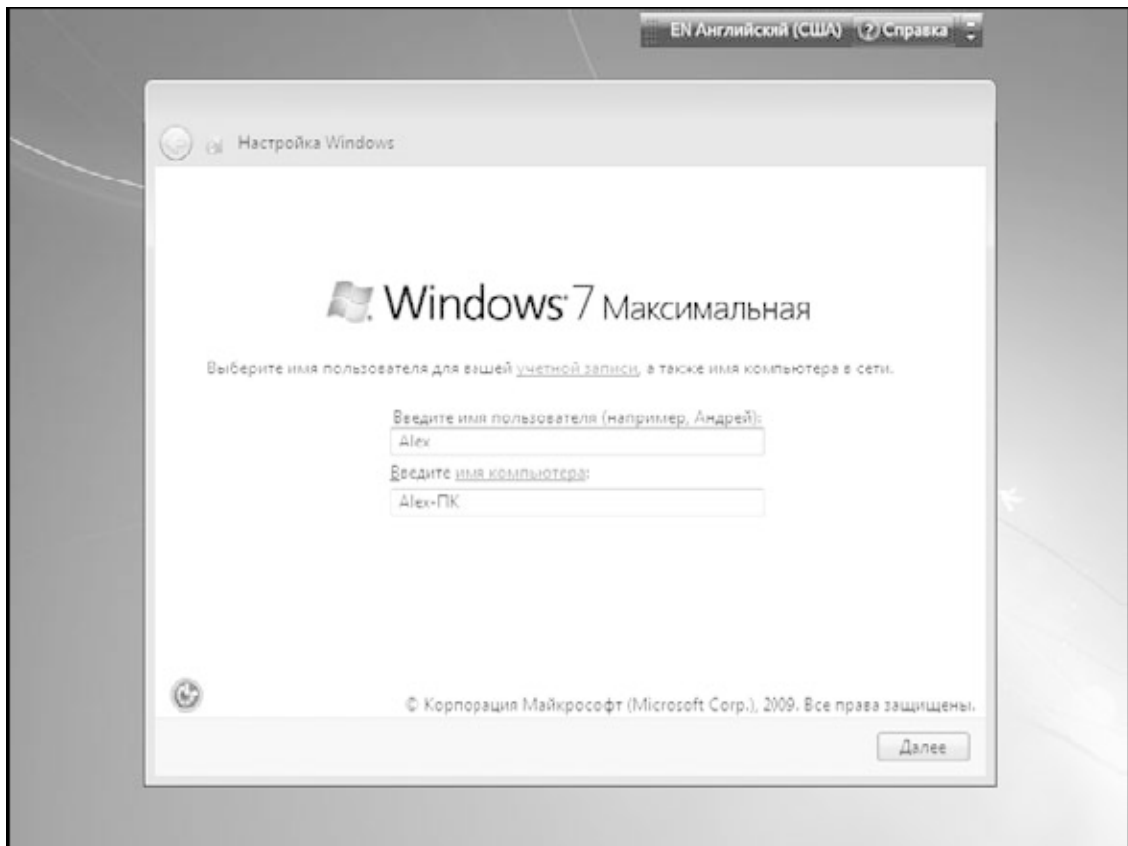 EN Английский (США) ? Справка
Настройка Windows
Windows 7 Максимальная
Выберите имя пользователя для вашей учетной записи, а также имя компьютера в сети.
Введите имя пользователя (например, Андрей):
Alex
Введите имя компьютера:
Alex-ПК
© Корпорация Майкрософт (Microsoft Corp.), 2009. Все права защищены.
Далее